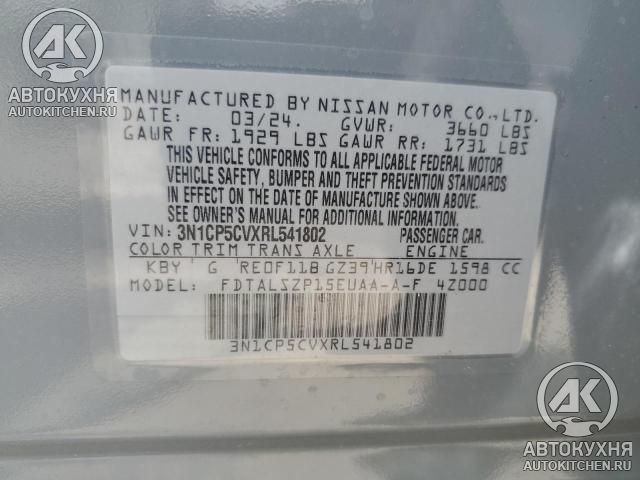 АК
АВТОКУХНЯ
AUTOKITCHEN.RU
MANUFACTURED BY NISSAN MOTOR CO., LTD.
DATE: 03/24. GVWR: 3660 LBS
GAWR FR: 1929 LBS GAWR RR: 1731 LBS
THIS VEHICLE CONFORMS TO ALL APPLICABLE FEDERAL MOTOR
VEHICLE SAFETY, BUMPER AND THEFT PREVENTION STANDARDS
IN EFFECT ON THE DATE OF MANUFACTURE SHOWN ABOVE.
SEE OWNER'S MANUAL FOR ADDITIONAL INFORMATION.
VIN: 3N1CP5CVXRL541802 PASSENGER CAR.
COLOR TRIM TRANS AXLE ENGINE
KBY G RE0F11B GZ39 HR16DE 1598 CC
MODEL: FDTALSZP15EUAA-A-F 4Z000
3N1CP5CVXRL541802
АК
АВТОКУХНЯ
AUTOKITCHEN.RU